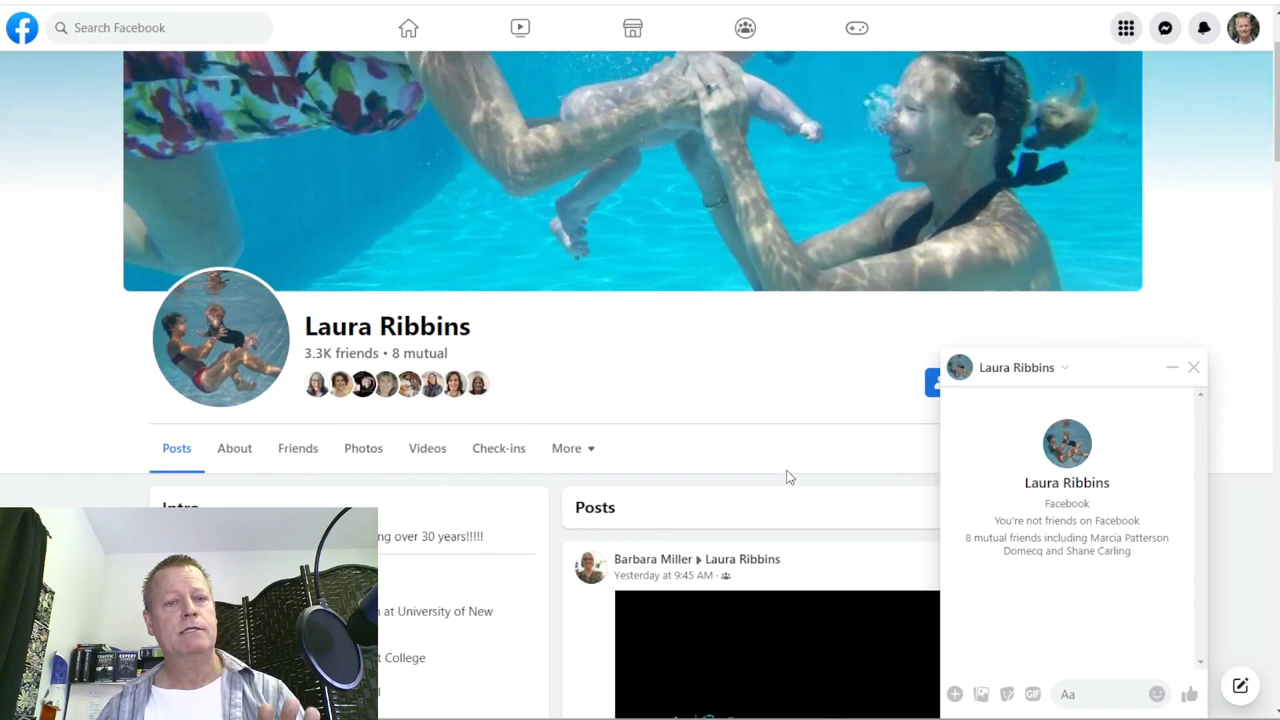 Search Facebook
Laura Ribbins
3.3K friends • 8 mutual
Posts
About
Friends
Photos
Videos
Check-ins
More
Intro
ng over 30 years!!!!!
at University of New
t College
Posts
Barbara Miller ▸ Laura Ribbins
Yesterday at 9:45 AM ·
Laura Ribbins
Laura Ribbins
Facebook
You're not friends on Facebook
8 mutual friends including Marcia Patterson
Domecq and Shane Carling
GIF
Aa
TRAFFIC
EXPERT